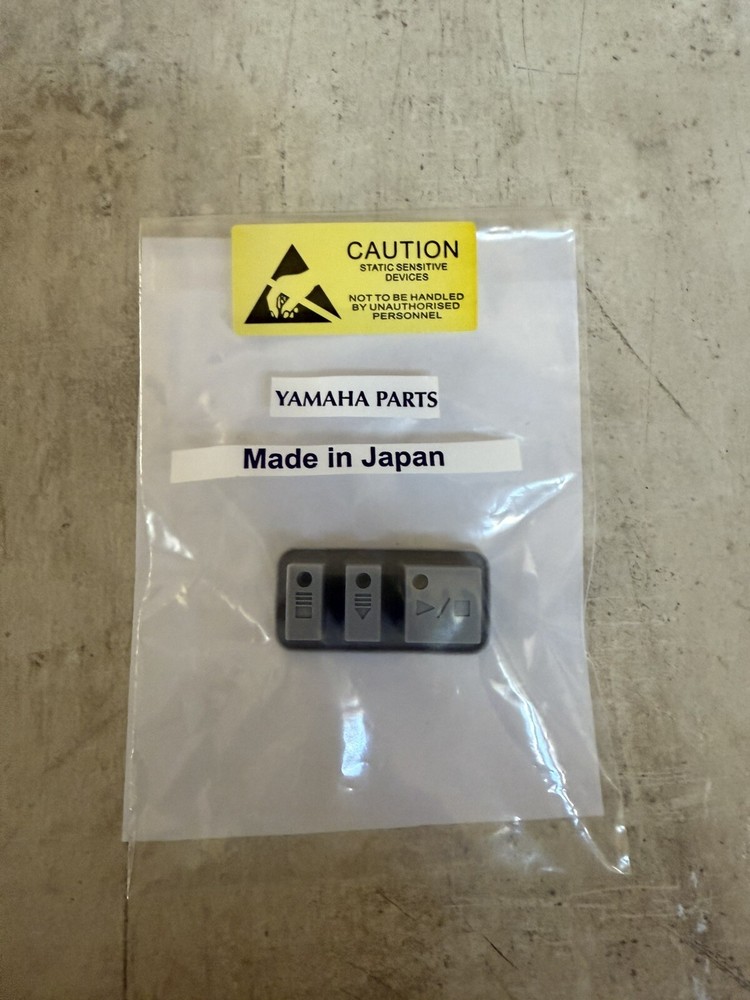 CAUTION
STATIC SENSITIVE
DEVICES
NOT TO BE HANDLED
BY UNAUTHORISED
PERSONNEL
YAMAHA PARTS
Made in Japan